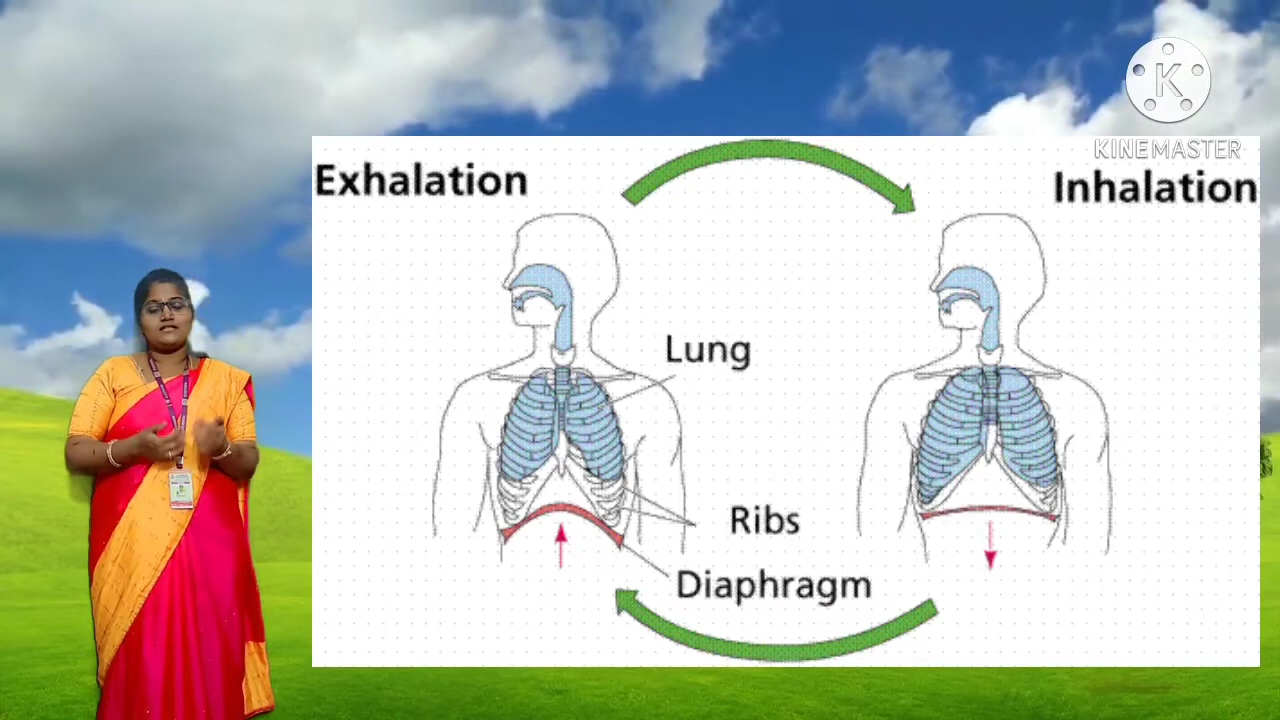 K
KINEMASTER
Exhalation
Inhalation
Lung
Ribs
Diaphragm